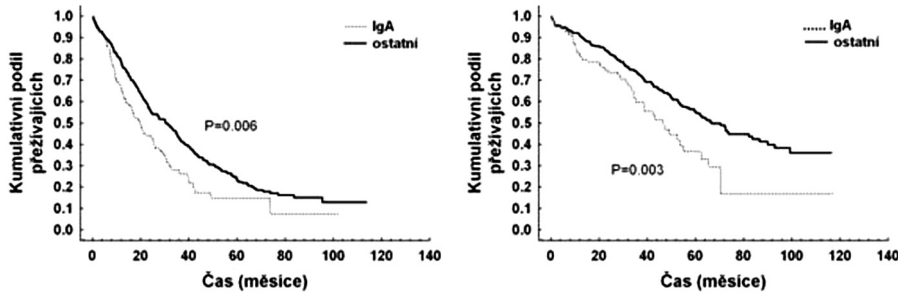 IgA
ostatní
1.0
0.9
0.8
0.7
0.6
0.5
0.4
0.3
0.2
0.1
0.0
Kumulativní podíl
přežívajících
P=0.006
0 20 40 60 80 100 120 140
Čas (měsíce)
IgA
ostatní
1.0
0.9
0.8
0.7
0.6
0.5
0.4
0.3
0.2
0.1
0.0
Kumulativní podíl
přežívajících
P=0.003
0 20 40 60 80 100 120 140
Čas (měsíce)